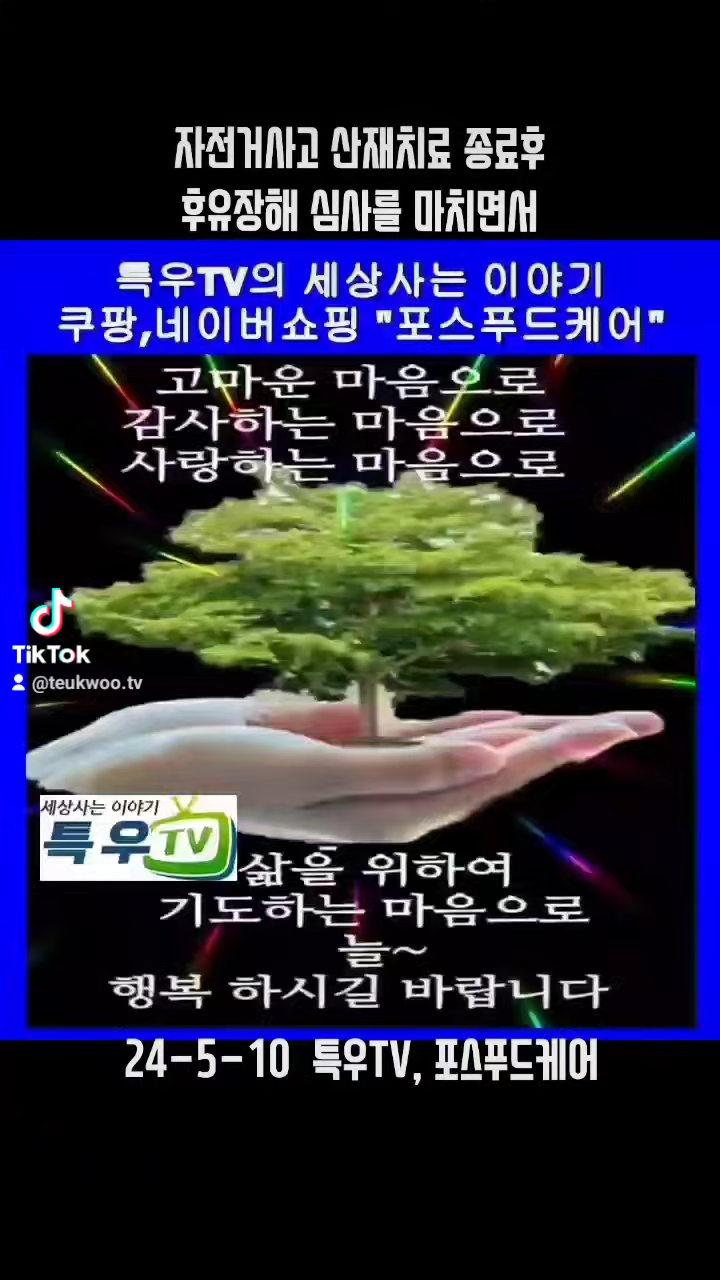 자전거사고 산재치료 종료후
후유장해 심사를 마치면서
특우TV의 세상사는 이야기
쿠팡,네이버쇼핑 "포스푸드케어"
고마운 마음으로
감사하는 마음으로
사랑하는 마음으로
TikTok
@teukwoo.tv
세상사는 이야기
특우TV
삶을 위하여
기도하는 마음으로
늘~
행복 하시길 바랍니다
24-5-10 특우TV, 포스푸드케어